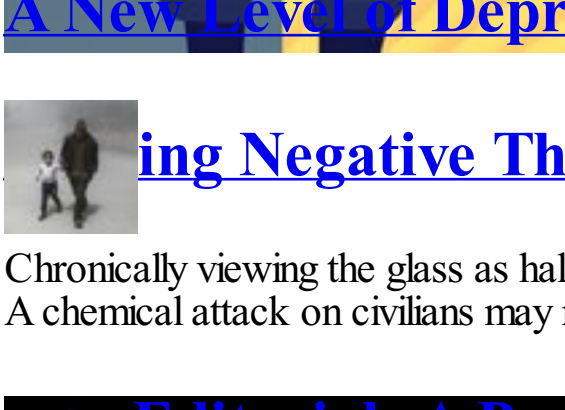 A New Level of Depr
ing Negative Th
Chronically viewing the glass as hal
A chemical attack on civilians may